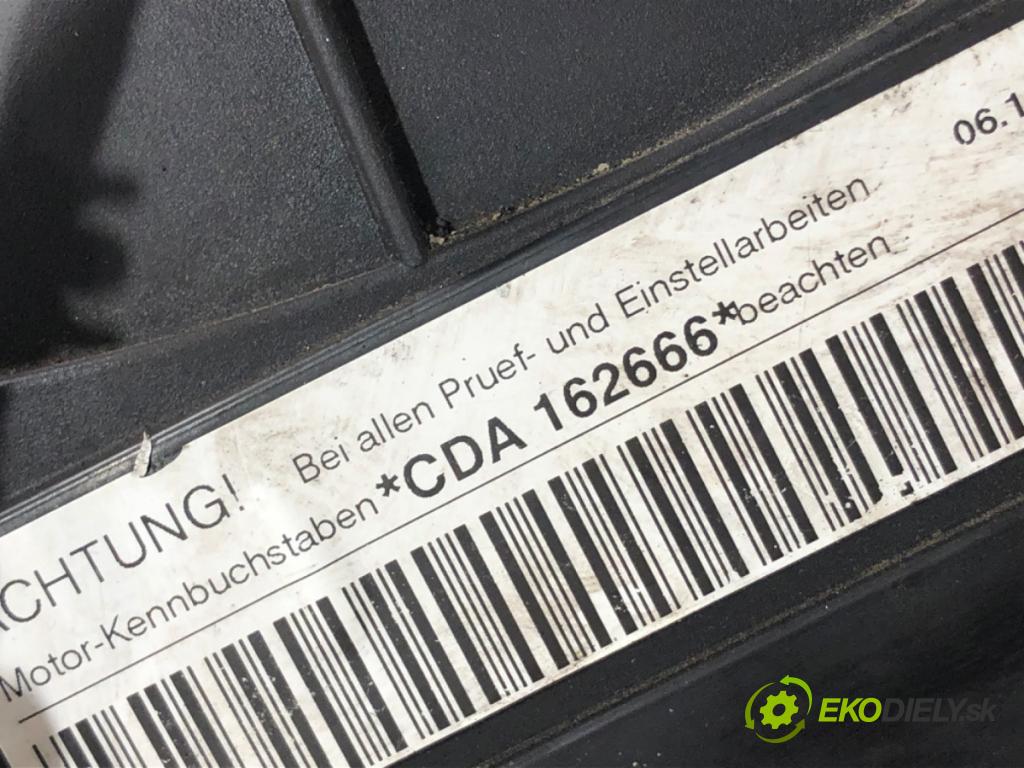 ACHTUNG! Bei allen Pruef- und Einstellarbeiten 06.1
Motor-Kennbuchstaben *CDA 162666* beachten
EKODIELY.sk